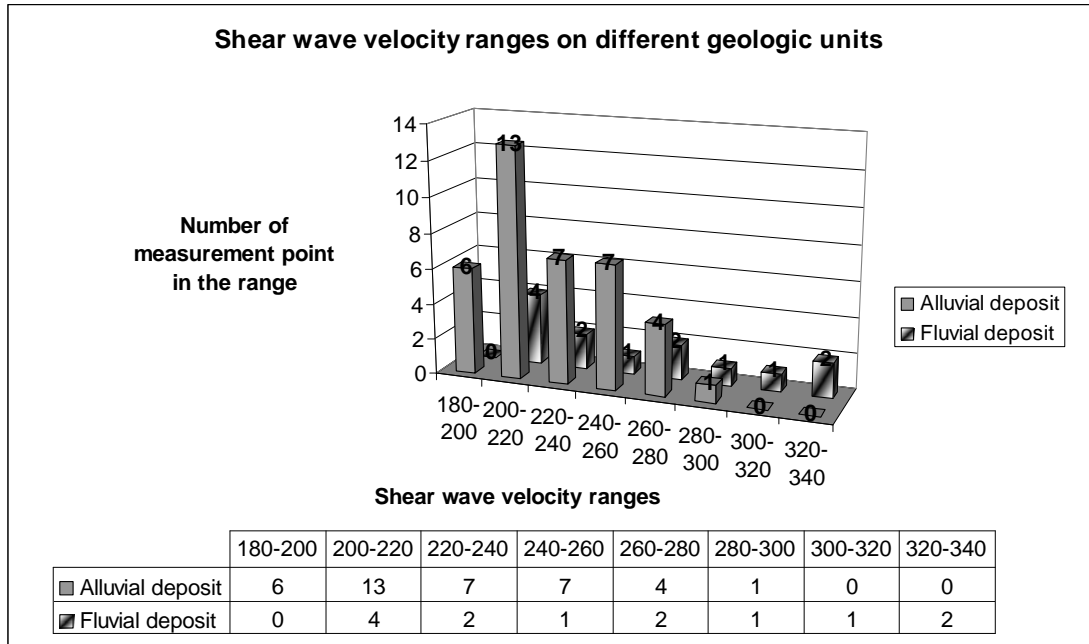 Shear wave velocity ranges on different geologic units
14
12
10
8
6
4
2
0
Number of
measurement point
in the range
6 13 7 7 4 1 0 0
0 4 2 1 2 1 1 2
180-
200
200-
220
220-
240
240-
260
260-
280
280-
300
300-
320
320-
340
Shear wave velocity ranges
Alluvial deposit
Fluvial deposit
180-200 200-220 220-240 240-260 260-280 280-300 300-320 320-340
Alluvial deposit 6 13 7 7 4 1 0 0
Fluvial deposit 0 4 2 1 2 1 1 2